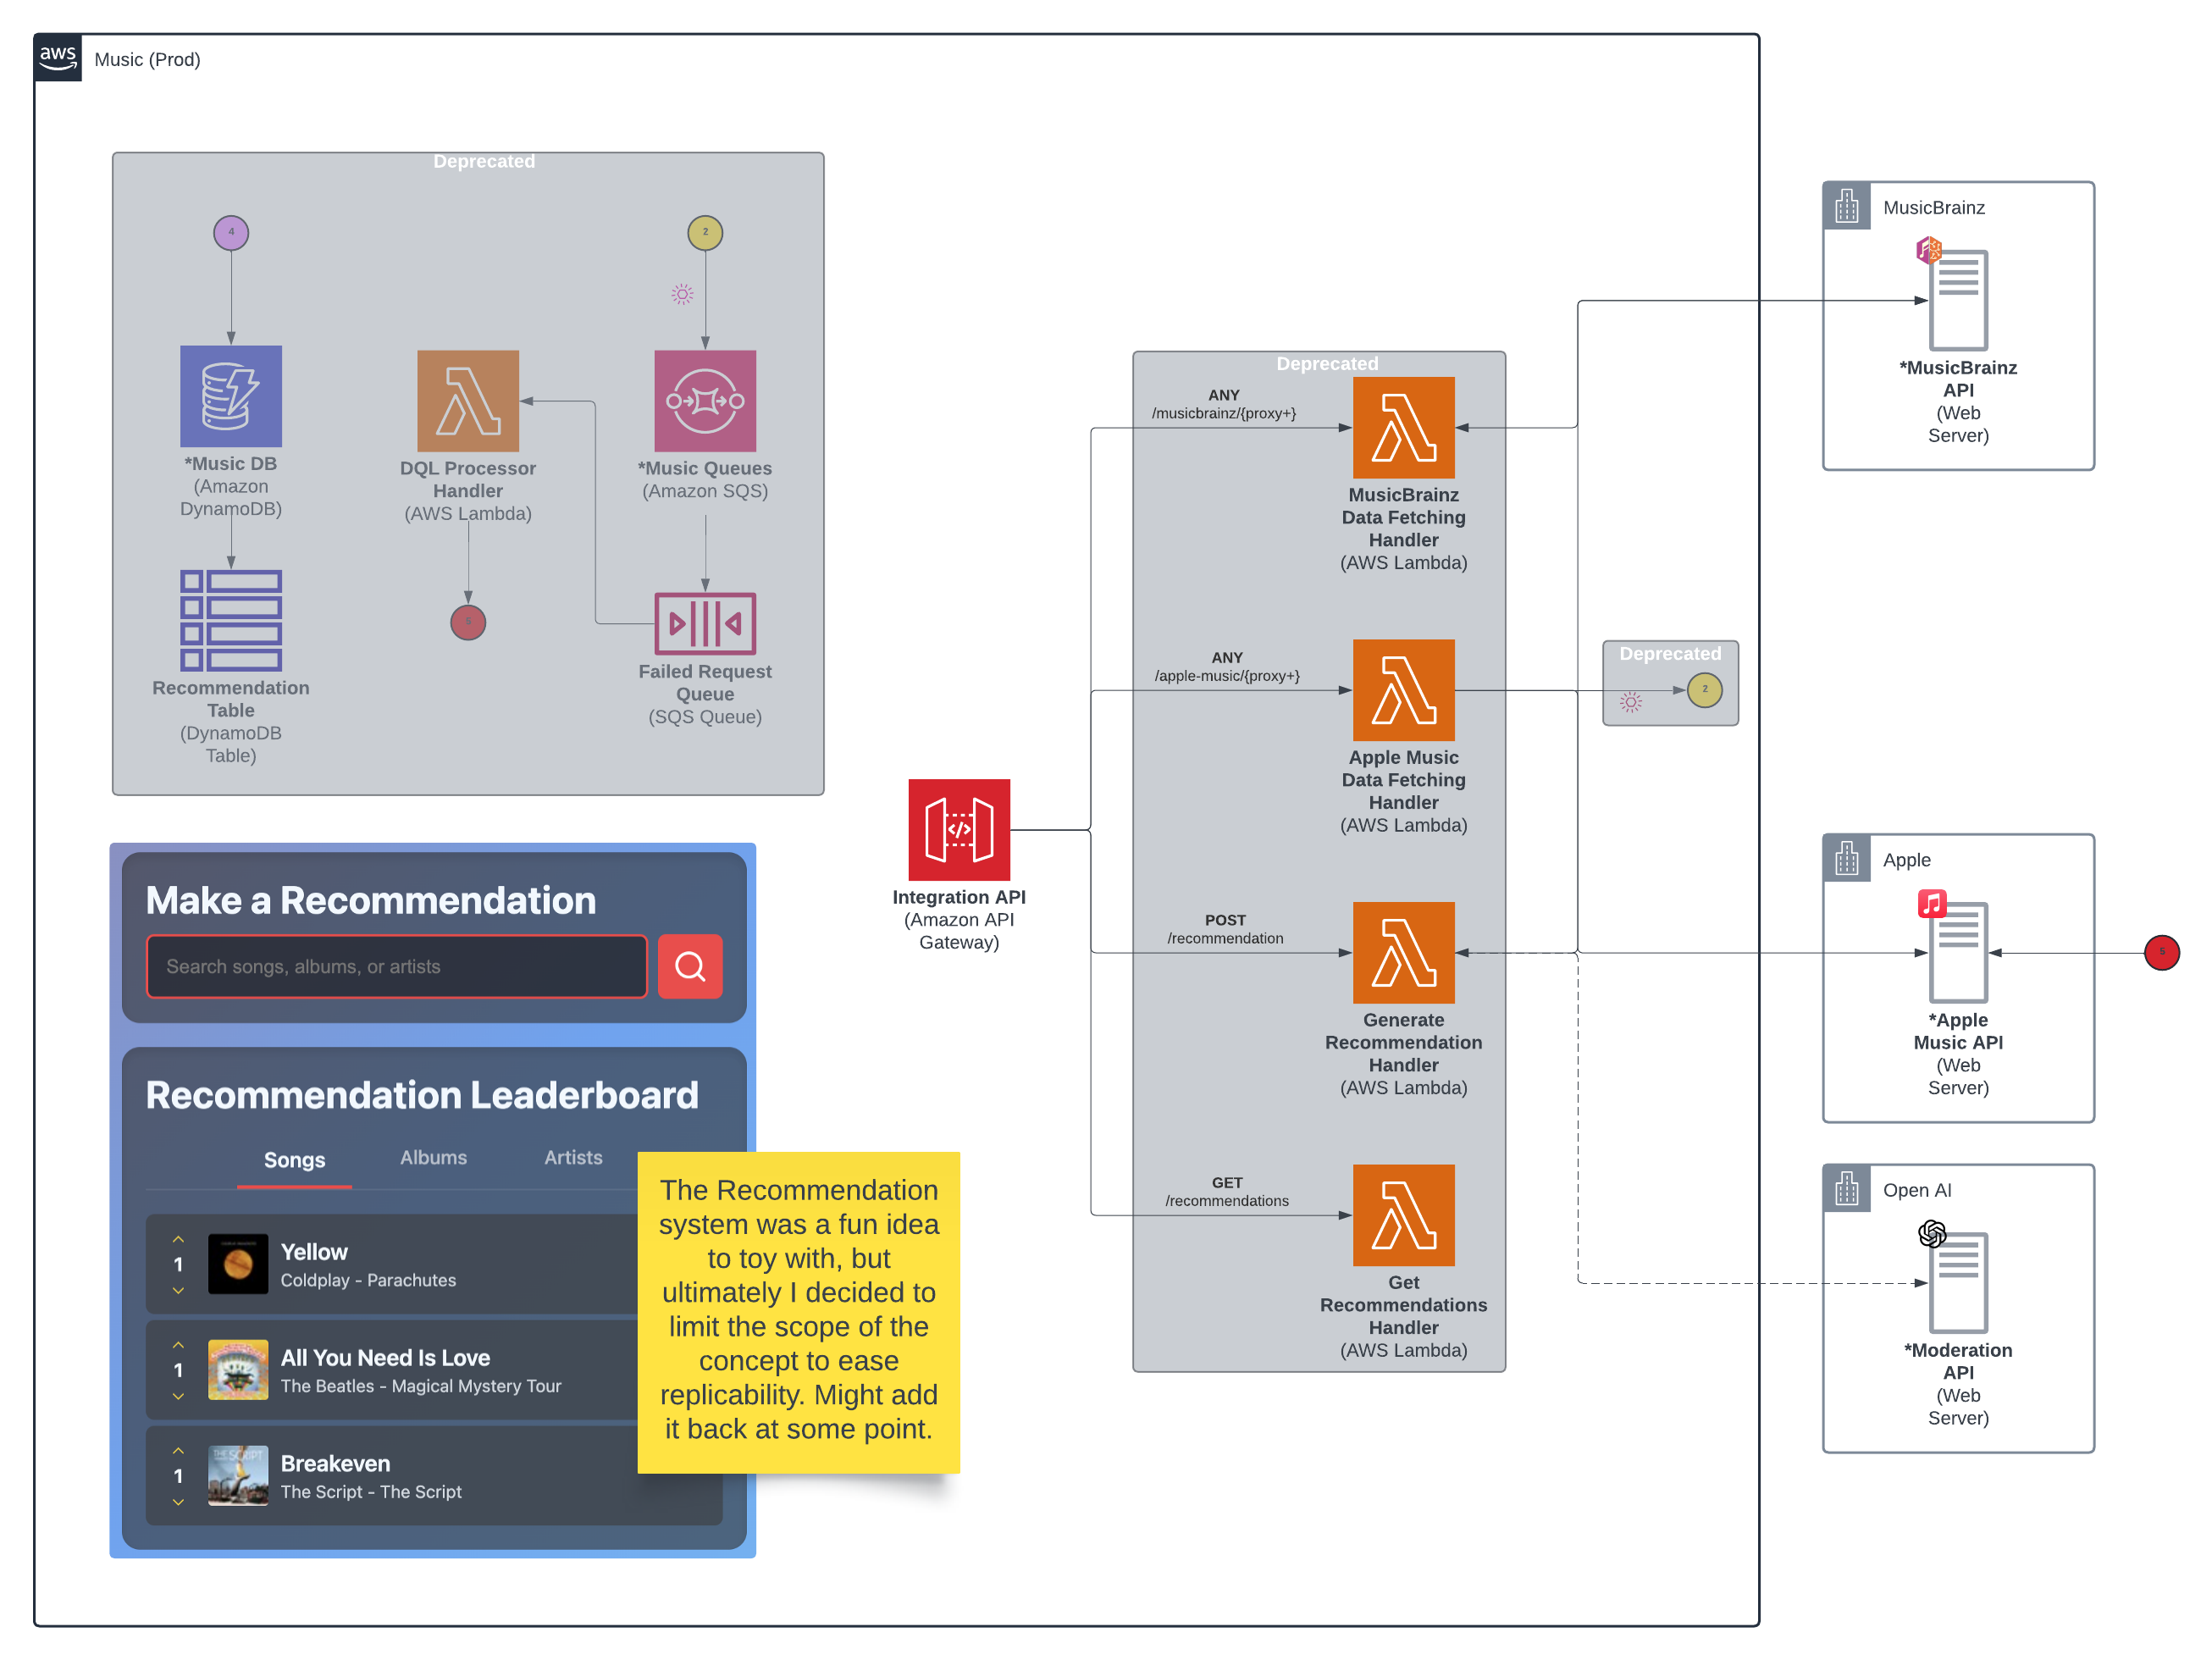 aws
Music (Prod)
Deprecated
4
2
*Music DB
(Amazon
DynamoDB)
DQL Processor
Handler
(AWS Lambda)
*Music Queues
(Amazon SQS)
5
Recommendation
Table
(DynamoDB
Table)
Failed Request
Queue
(SQS Queue)
Make a Recommendation
Search songs, albums, or artists
Recommendation Leaderboard
Songs
Albums
Artists
1
Yellow
Coldplay - Parachutes
1
All You Need Is Love
The Beatles - Magical Mystery Tour
1
Breakeven
The Script - The Script
The Recommendation
system was a fun idea
to toy with, but
ultimately I decided to
limit the scope of the
concept to ease
replicability. Might add
it back at some point.
Integration API
(Amazon API
Gateway)
Deprecated
ANY
/musicbrainz/{proxy+}
MusicBrainz
Data Fetching
Handler
(AWS Lambda)
ANY
/apple-music/{proxy+}
Apple Music
Data Fetching
Handler
(AWS Lambda)
POST
/recommendation
Generate
Recommendation
Handler
(AWS Lambda)
GET
/recommendations
Get
Recommendations
Handler
(AWS Lambda)
Deprecated
2
MusicBrainz
*MusicBrainz
API
(Web
Server)
Apple
*Apple
Music API
(Web
Server)
5
Open AI
*Moderation
API
(Web
Server)